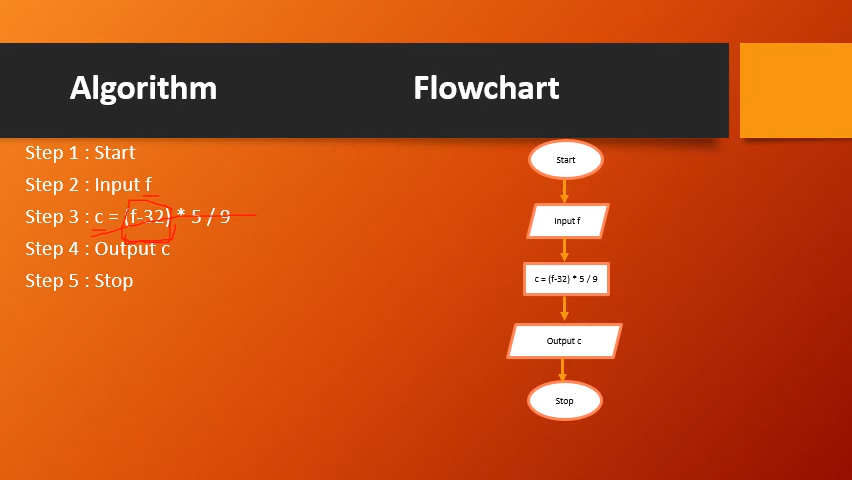 Algorithm
Flowchart
Step 1 : Start
Step 2 : Input f
Step 3 : c = (f-32) * 5 / 9
Step 4 : Output c
Step 5 : Stop
Start
Input f
c = (f-32) * 5 / 9
Output c
Stop